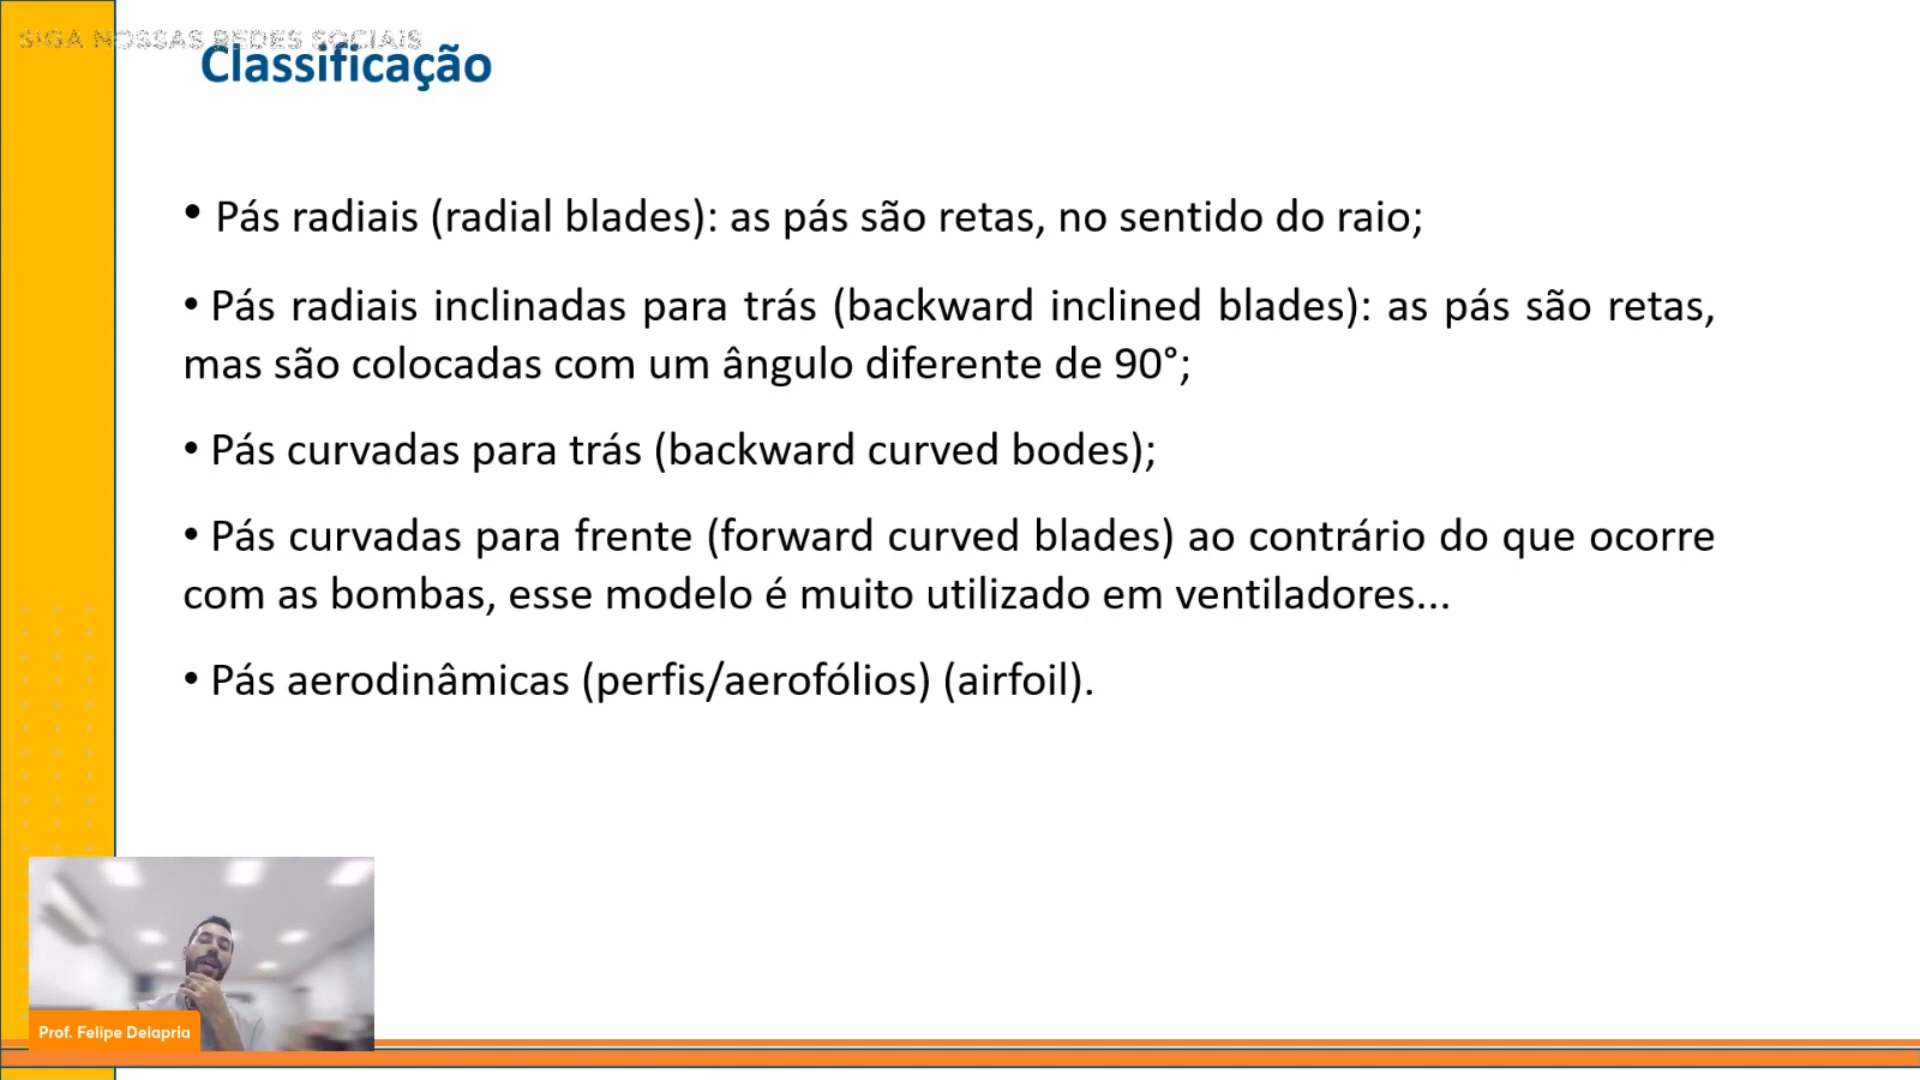 SIGA NOSSAS REDES SOCIAIS
Classificação
• Pás radiais (radial blades): as pás são retas, no sentido do raio;
• Pás radiais inclinadas para trás (backward inclined blades): as pás são retas,
mas são colocadas com um ângulo diferente de 90°;
• Pás curvadas para trás (backward curved bodes);
• Pás curvadas para frente (forward curved blades) ao contrário do que ocorre
com as bombas, esse modelo é muito utilizado em ventiladores...
• Pás aerodinâmicas (perfis/aerofólios) (airfoil).
Prof. Felipe Delapria